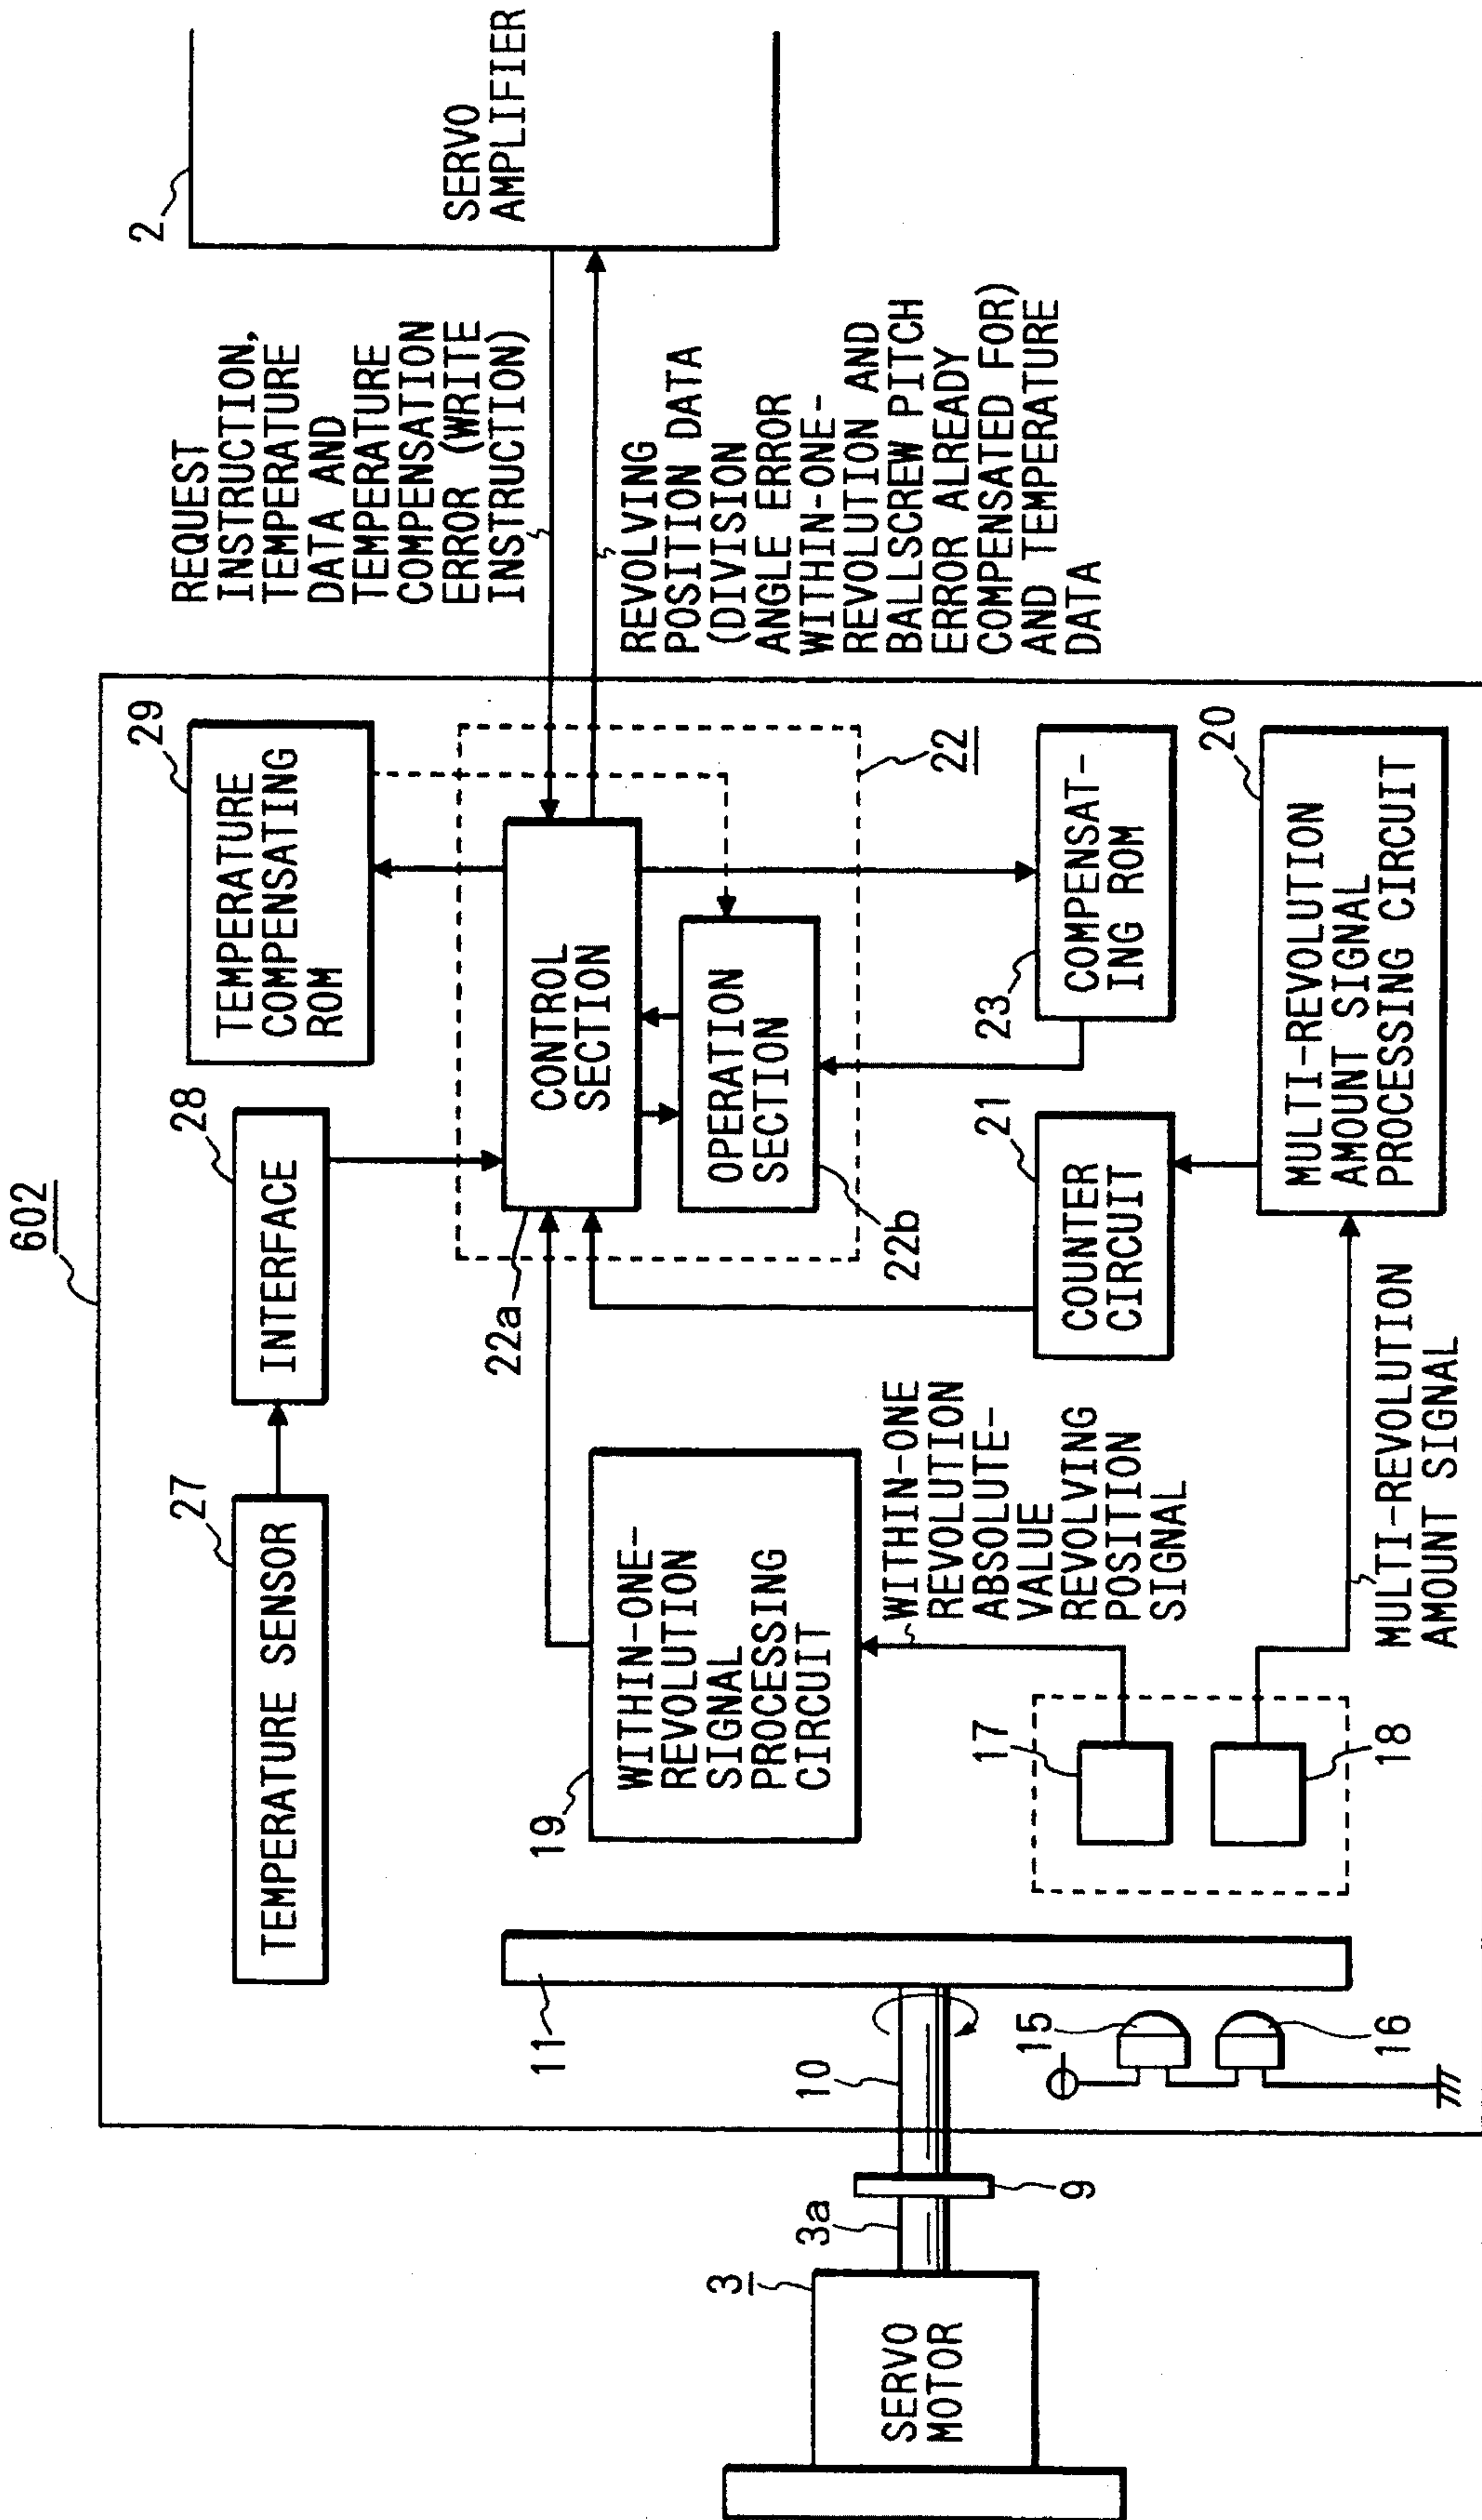 602
27
TEMPERATURE SENSOR
28
INTERFACE
29
TEMPERATURE
COMPENSATING
ROM
REQUEST
INSTRUCTION,
TEMPERATURE
DATA AND
TEMPERATURE
COMPENSATION
ERROR (WRITE
INSTRUCTION)
2
SERVO
AMPLIFIER
REVOLVING
POSITION DATA
(DIVISION
ANGLE ERROR
WITHIN-ONE-
REVOLUTION AND
BALLSCREW PITCH
ERROR ALREADY
COMPENSATED FOR)
AND TEMPERATURE
DATA
22a
CONTROL
SECTION
OPERATION
SECTION
22b
22
11
19
WITHIN-ONE-
REVOLUTION
SIGNAL
PROCESSING
CIRCUIT
3
SERVO
MOTOR
3a
9
10
WITHIN-ONE
REVOLUTION
ABSOLUTE-
VALUE
REVOLVING
POSITION
SIGNAL
15
16
17
18
21
COUNTER
CIRCUIT
23
COMPENSAT-
ING ROM
20
MULTI-REVOLUTION
AMOUNT SIGNAL
PROCESSING CIRCUIT
MULTI-REVOLUTION
AMOUNT SIGNAL